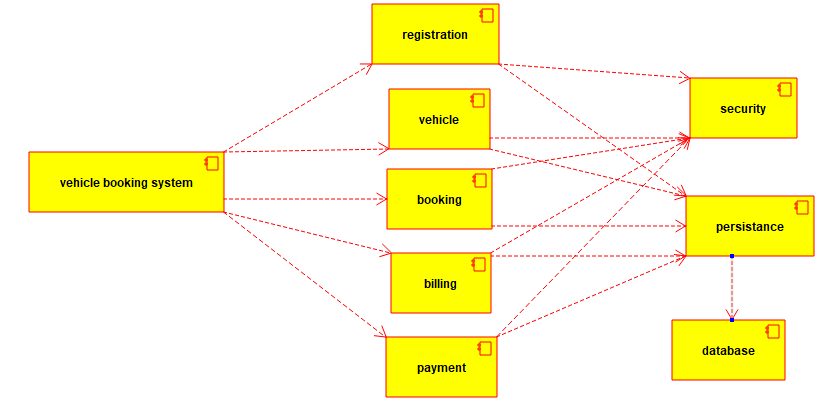 registration
security
vehicle
vehicle booking system
booking
persistance
billing
database
payment